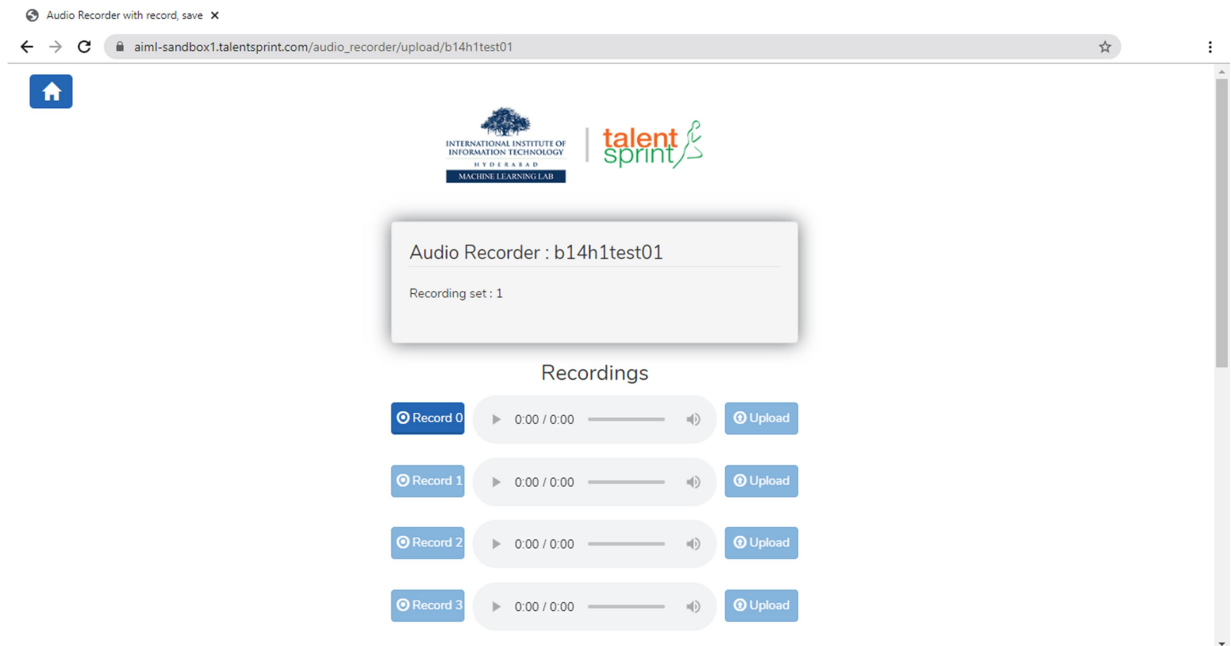 Audio Recorder with record, save
aiml-sandbox1.talentsprint.com/audio_recorder/upload/b14h1test01
INTERNATIONAL INSTITUTE OF
INFORMATION TECHNOLOGY
HYDERABAD
MACHINE LEARNING LAB
talent
sprint
Audio Recorder : b14h1test01
Recording set : 1
Recordings
Record 0 0:00 / 0:00 Upload
Record 1 0:00 / 0:00 Upload
Record 2 0:00 / 0:00 Upload
Record 3 0:00 / 0:00 Upload